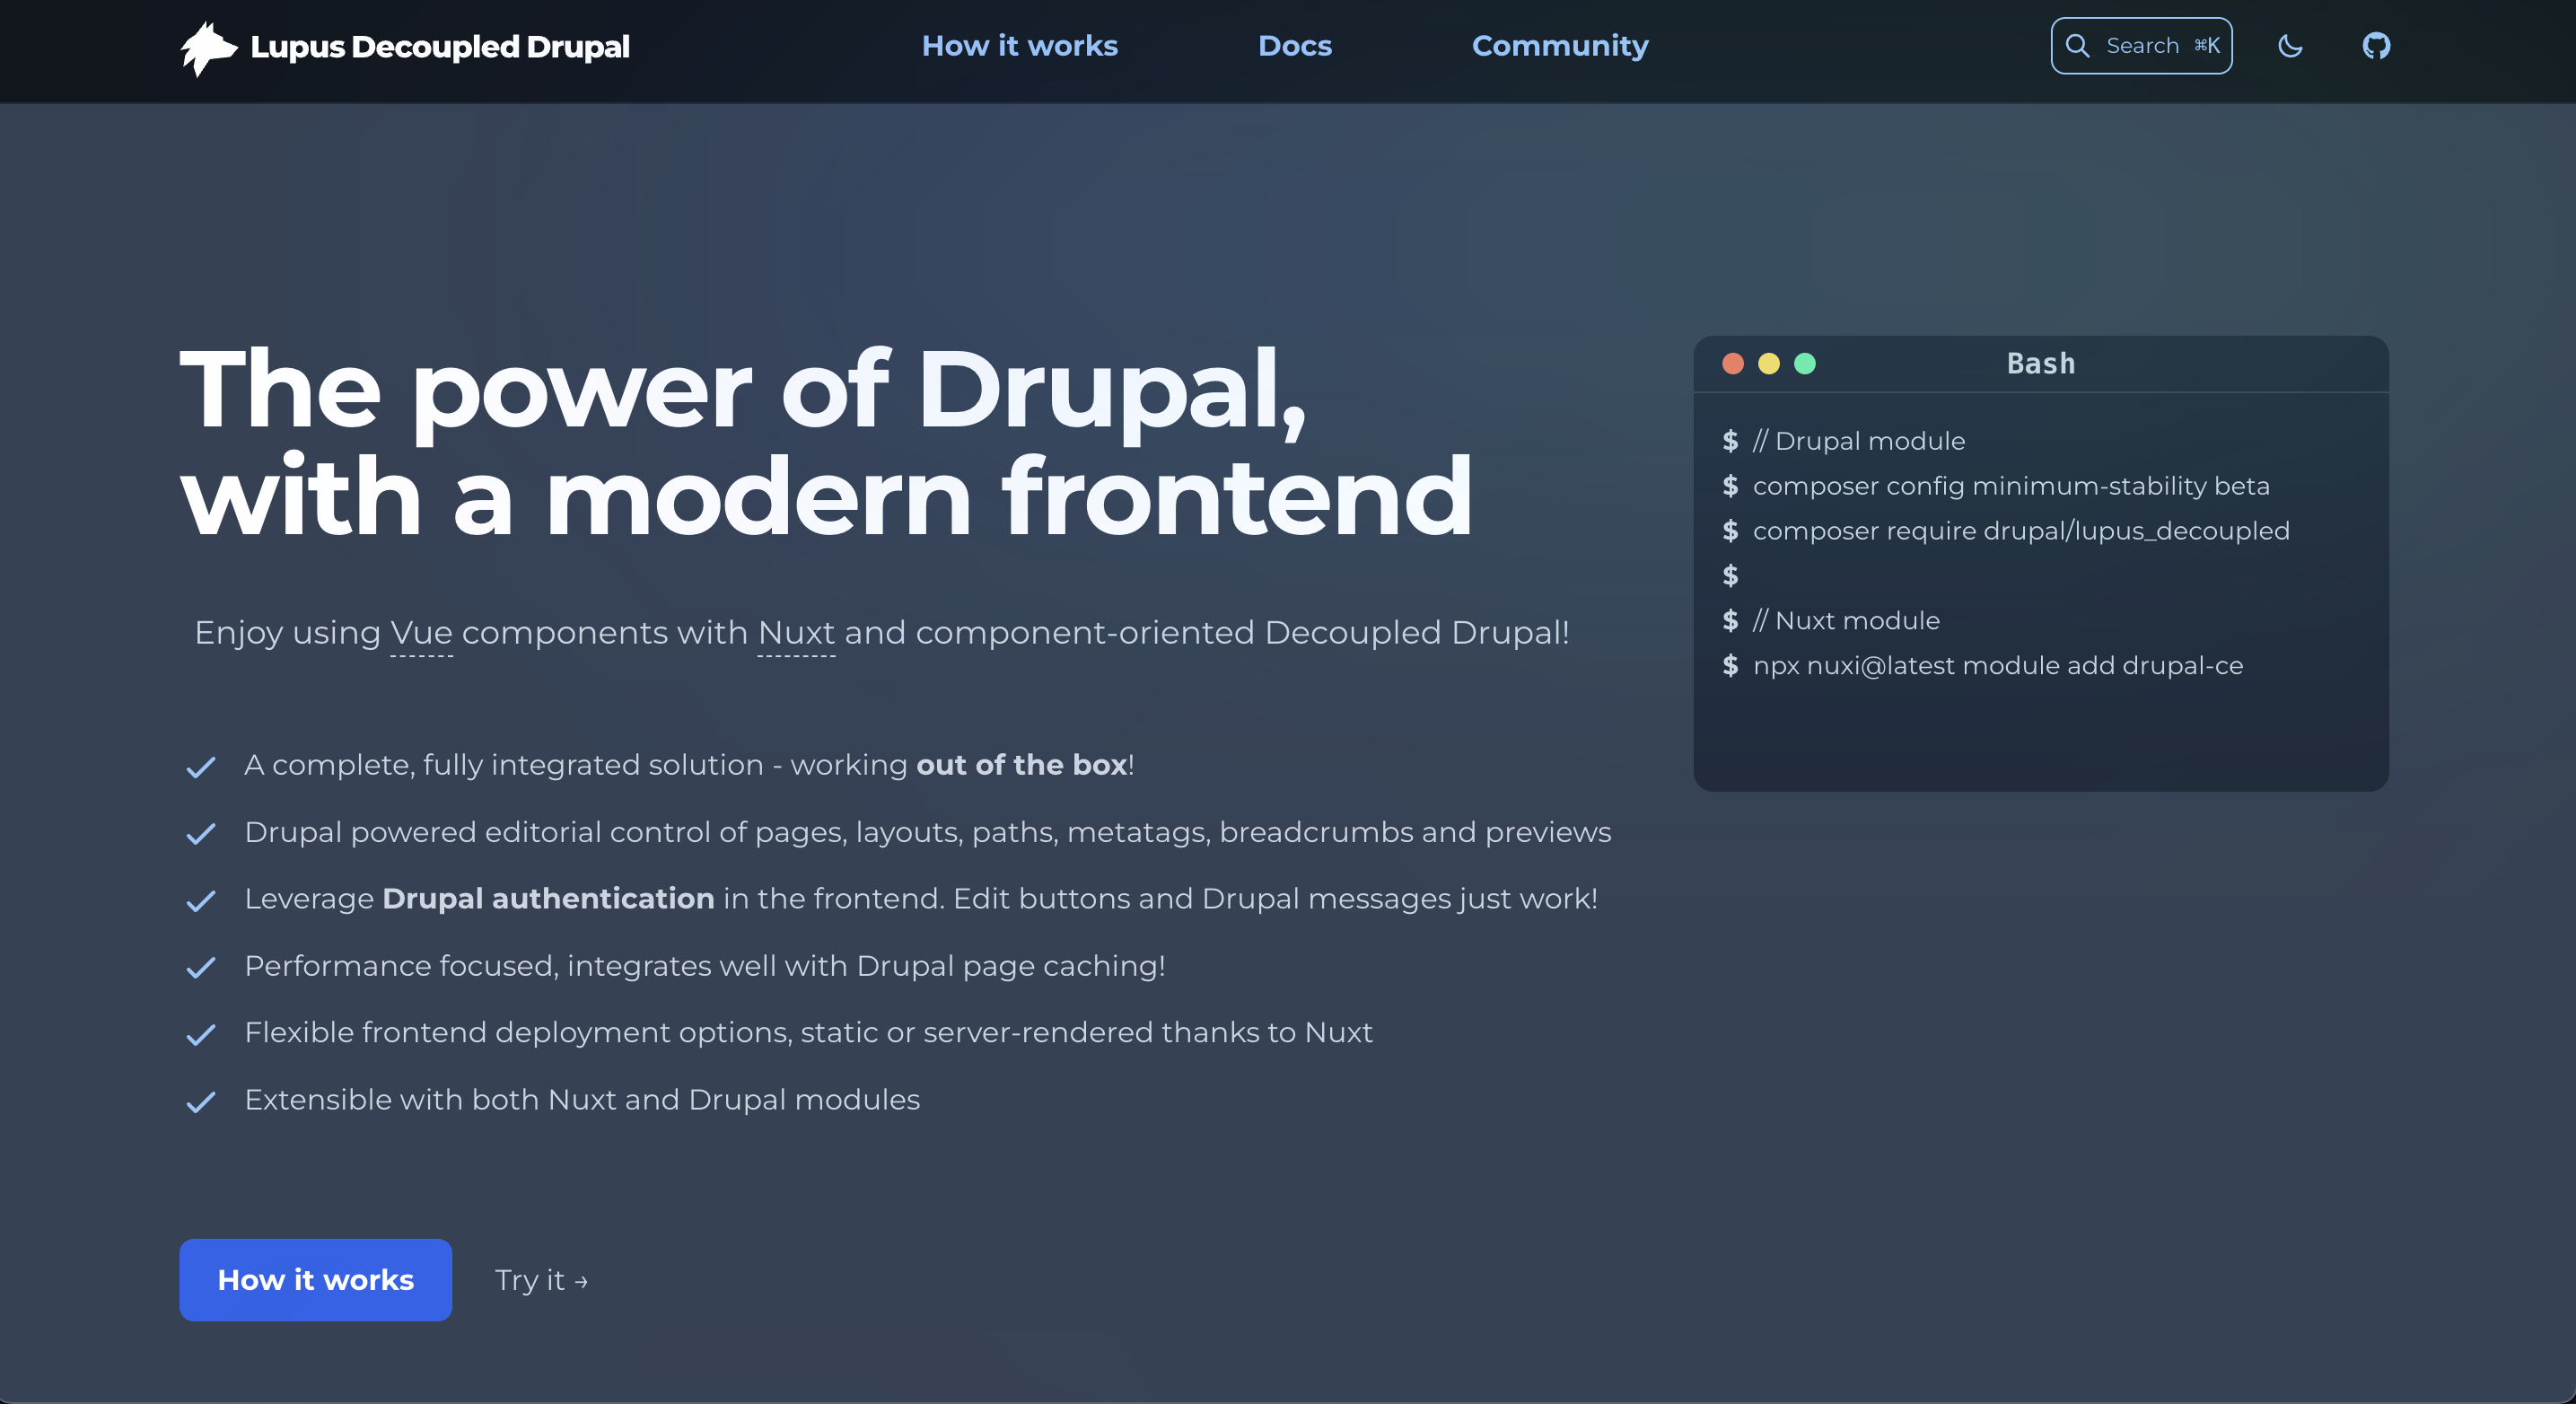 Lupus Decoupled Drupal
How it works
Docs
Community
Search ⌘K
The power of Drupal,
with a modern frontend
Enjoy using Vue components with Nuxt and component-oriented Decoupled Drupal!
A complete, fully integrated solution - working out of the box!
Drupal powered editorial control of pages, layouts, paths, metatags, breadcrumbs and previews
Leverage Drupal authentication in the frontend. Edit buttons and Drupal messages just work!
Performance focused, integrates well with Drupal page caching!
Flexible frontend deployment options, static or server-rendered thanks to Nuxt
Extensible with both Nuxt and Drupal modules
How it works
Try it →
Bash
$ // Drupal module
$ composer config minimum-stability beta
$ composer require drupal/lupus_decoupled
$
$ // Nuxt module
$ npx nuxi@latest module add drupal-ce